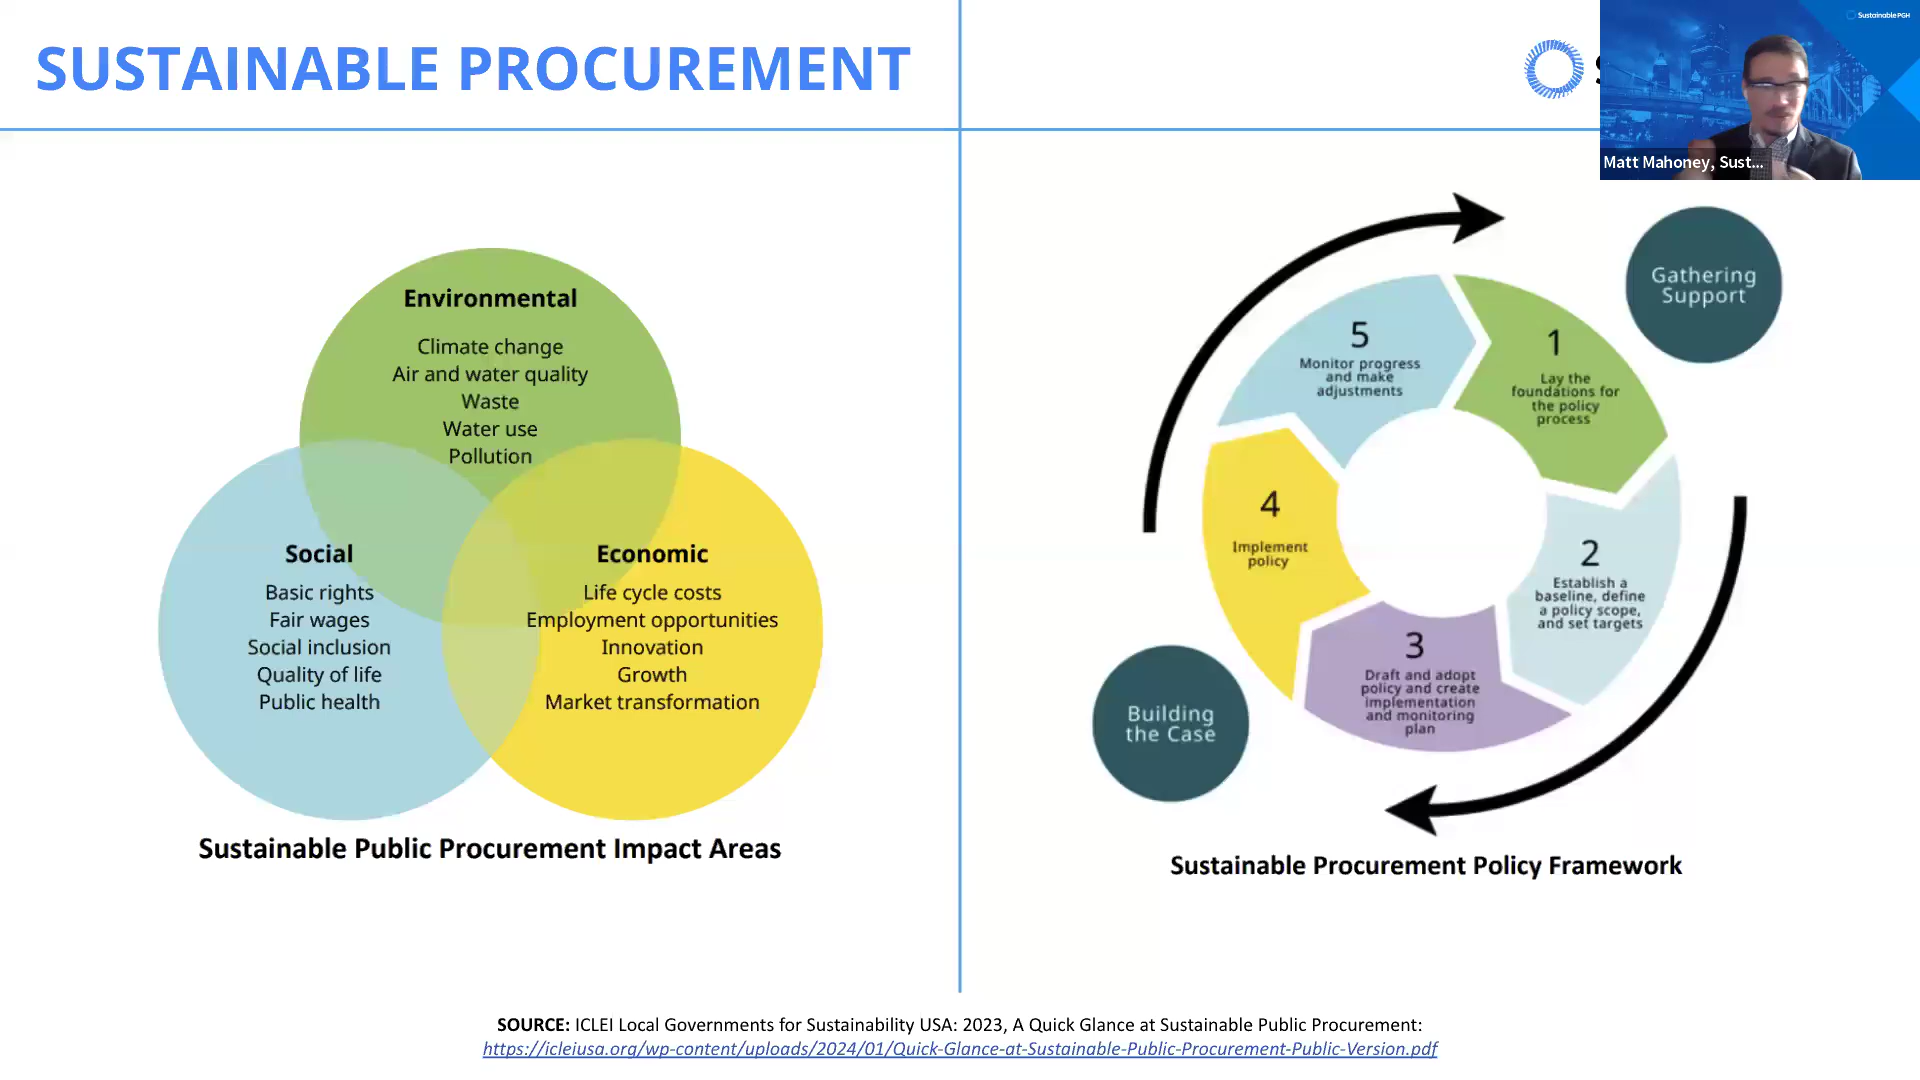 SUSTAINABLE PROCUREMENT
SustainablePGH
Matt Mahoney, Sust...
Environmental
Climate change
Air and water quality
Waste
Water use
Pollution
Social
Basic rights
Fair wages
Social inclusion
Quality of life
Public health
Economic
Life cycle costs
Employment opportunities
Innovation
Growth
Market transformation
Sustainable Public Procurement Impact Areas
Gathering
Support
1
Lay the
foundations for
the policy
process
2
Establish a
baseline, define
a policy scope,
and set targets
3
Draft and adopt
policy and create
implementation
and monitoring
plan
4
Implement
policy
5
Monitor progress
and make
adjustments
Building
the Case
Sustainable Procurement Policy Framework
SOURCE: ICLEI Local Governments for Sustainability USA: 2023, A Quick Glance at Sustainable Public Procurement:
https://icleiusa.org/wp-content/uploads/2024/01/Quick-Glance-at-Sustainable-Public-Procurement-Public-Version.pdf